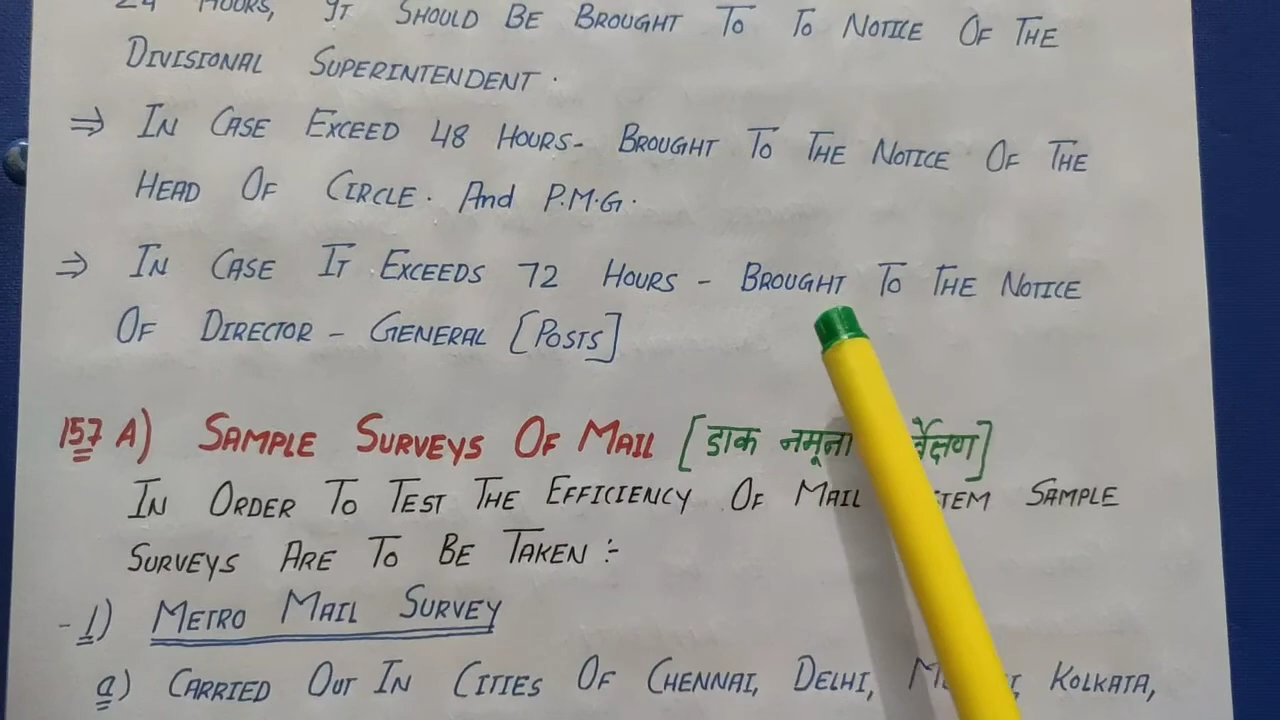 24 HOURS, IT SHOULD BE BROUGHT TO TO NOTICE OF THE
DIVISIONAL SUPERINTENDENT.
⇒ IN CASE EXCEED 48 HOURS- BROUGHT TO THE NOTICE OF THE
HEAD OF CIRCLE. And P.M.G.
⇒ IN CASE IT EXCEEDS 72 HOURS - BROUGHT TO THE NOTICE
OF DIRECTOR - GENERAL [POSTS]
157 A) SAMPLE SURVEYS OF MAIL [डाक नमूना
IN ORDER TO TEST THE EFFICIENCY OF MAIL SAMPLE
SURVEYS ARE TO BE TAKEN :-
-1) METRO MAIL SURVEY
a) CARRIED OUT IN CITIES OF CHENNAI, DELHI, KOLKATA,